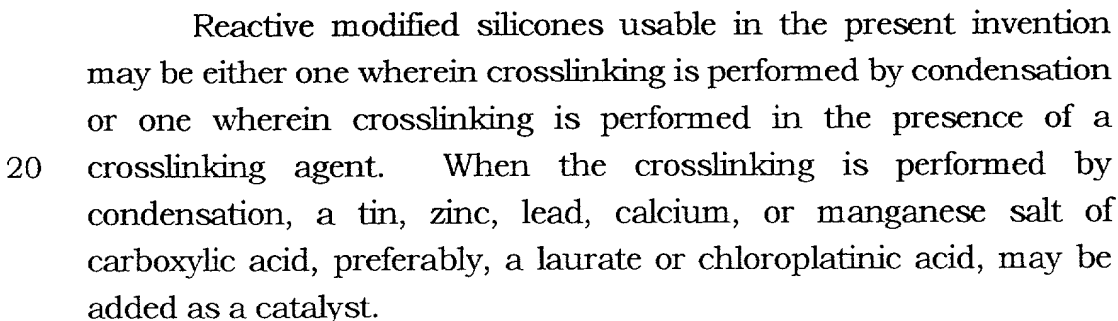 Reactive modified silicones usable in the present invention
may be either one wherein crosslinking is performed by condensation
or one wherein crosslinking is performed in the presence of a
20 crosslinking agent. When the crosslinking is performed by
condensation, a tin, zinc, lead, calcium, or manganese salt of
carboxylic acid, preferably, a laurate or chloroplatinic acid, may be
added as a catalyst.